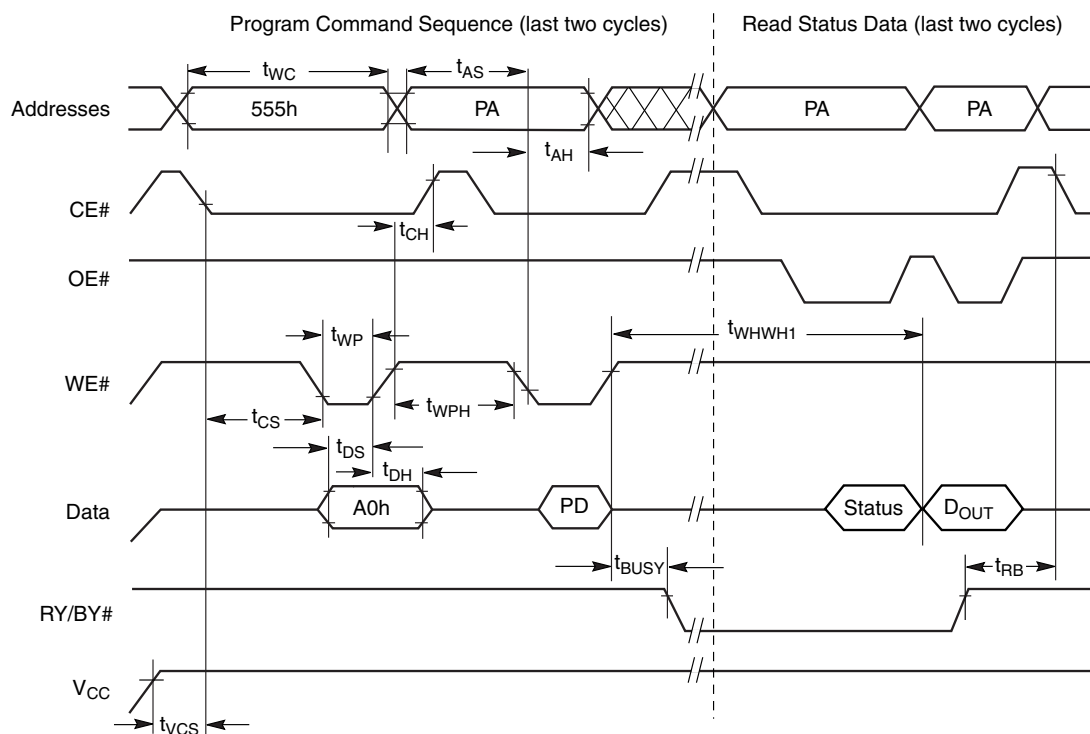 Program Command Sequence (last two cycles) Read Status Data (last two cycles)
tWC tAS
Addresses 555h PA PA PA
tAH
CE#
tCH
OE#
tWP tWHWH1
WE#
tCS tWPH
tDS
tDH
Data A0h PD Status DOUT
tBUSY tRB
RY/BY#
VCC
tVCS